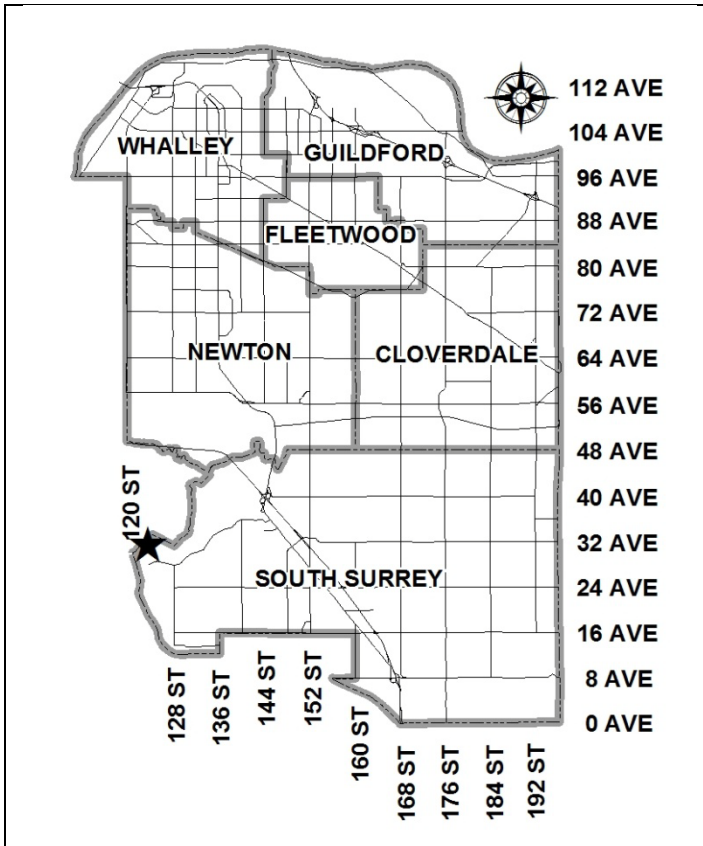 112 AVE
104 AVE
WHALLEY
GUILDFORD
96 AVE
88 AVE
FLEETWOOD
80 AVE
72 AVE
NEWTON
CLOVERDALE
64 AVE
56 AVE
48 AVE
120 ST
40 AVE
32 AVE
SOUTH SURREY
24 AVE
16 AVE
8 AVE
0 AVE
128 ST
136 ST
144 ST
152 ST
160 ST
168 ST
176 ST
184 ST
192 ST